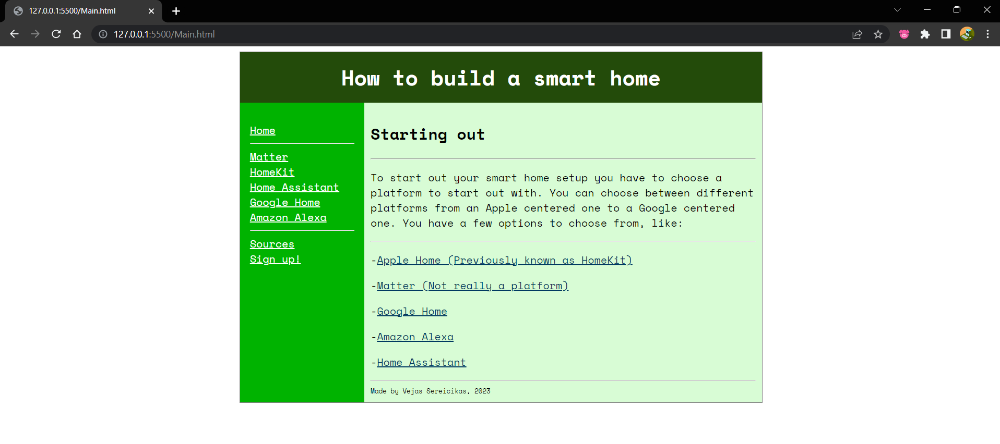 127.0.0.1:5500/Main.html
127.0.0.1:5500/Main.html
How to build a smart home
Home
Matter
HomeKit
Home Assistant
Google Home
Amazon Alexa
Sources
Sign up!
Starting out
To start out your smart home setup you have to choose a
platform to start out with. You can choose between different
platforms from an Apple centered one to a Google centered
one. You have a few options to choose from, like:
-Apple Home (Previously known as HomeKit)
-Matter (Not really a platform)
-Google Home
-Amazon Alexa
-Home Assistant
Made by Vejas Sereicikas, 2023